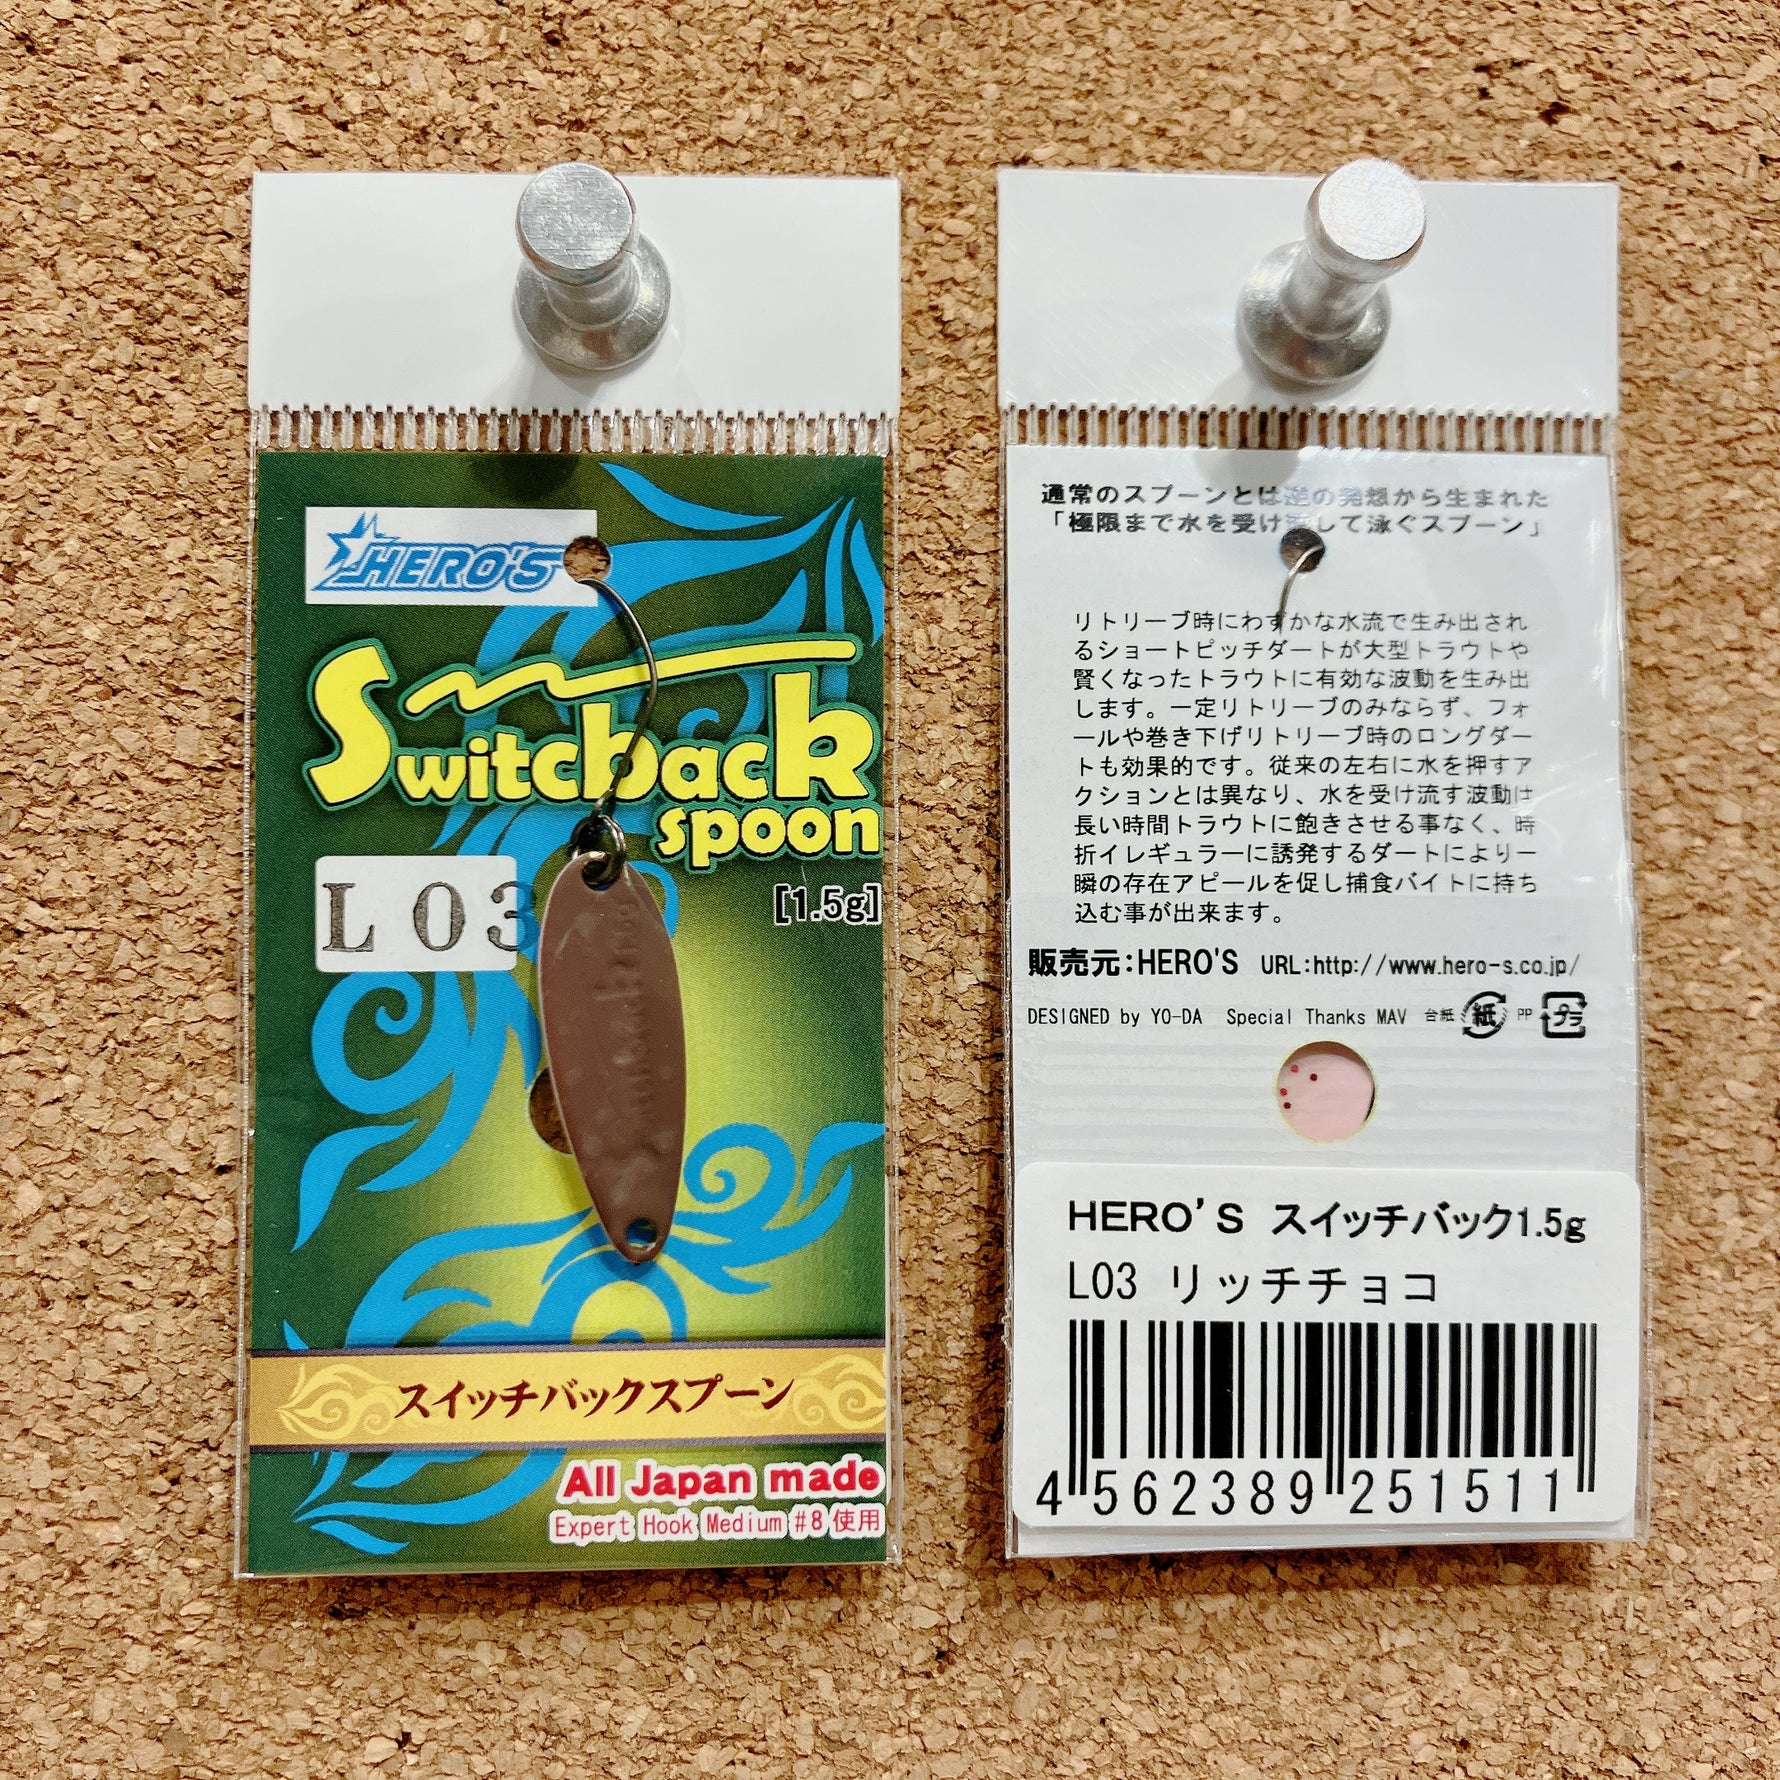 HERO'S
Switchback
spoon
[1.5g]
L 03
スイッチバックスプーン
All Japan made
Expert Hook Medium #8 使用
通常のスプーンとは逆の発想から生まれた
「極限まで水を受け流して泳ぐスプーン」
リトリーブ時にわずかな水流で生み出され
るショートピッチダートが大型トラウトや
賢くなったトラウトに有効な波動を生み出
します。一定リトリーブのみならず、フォ
ールや巻き下げリトリーブ時のロングダー
トも効果的です。従来の左右に水を押すア
クションとは異なり、水を受け流す波動は
長い時間トラウトに飽きさせる事なく、時
折イレギュラーに誘発するダートにより一
瞬の存在アピールを促し捕食バイトに持ち
込む事が出来ます。
販売元:HERO'S URL:http://www.hero-s.co.jp/
DESIGNED by YO-DA Special Thanks MAV 台紙 紙 PP プラ
HERO'S スイッチバック1.5g
L03 リッチチョコ
4 562389 251511